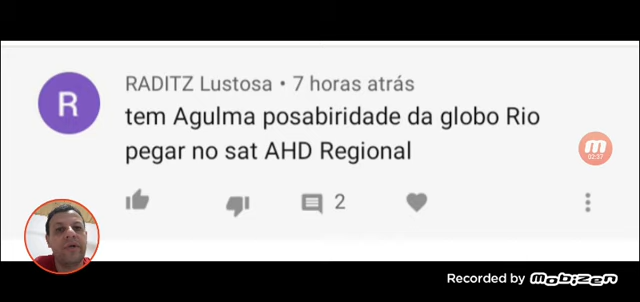 R
RADITZ Lustosa • 7 horas atrás
tem Agulma posabiridade da globo Rio
pegar no sat AHD Regional
m
02:37
2
Recorded by mobizen